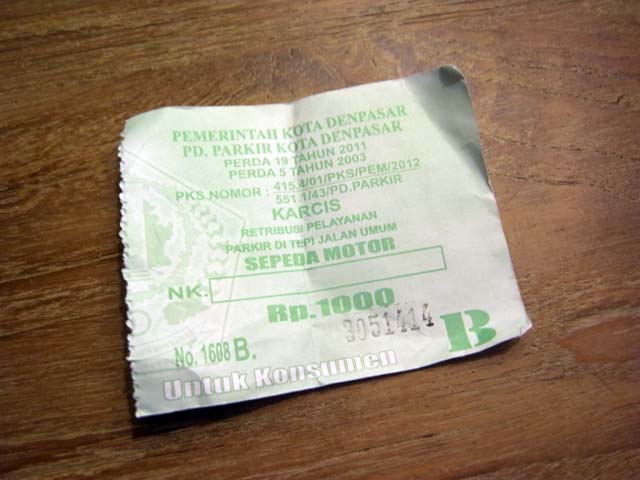 PEMERINTAH KOTA DENPASAR
PD. PARKIR KOTA DENPASAR
PERDA 19 TAHUN 2011
PERDA 5 TAHUN 2003
PKS NOMOR : 415.4/01/PKS/PEM/2012
551.1/43/PD.PARKIR
KARCIS
RETRIBUSI PELAYANAN
PARKIR DI TEPI JALAN UMUM
SEPEDA MOTOR
NK.
Rp.1000
9051414
No. 1608 B.
B
Untuk Konsumen